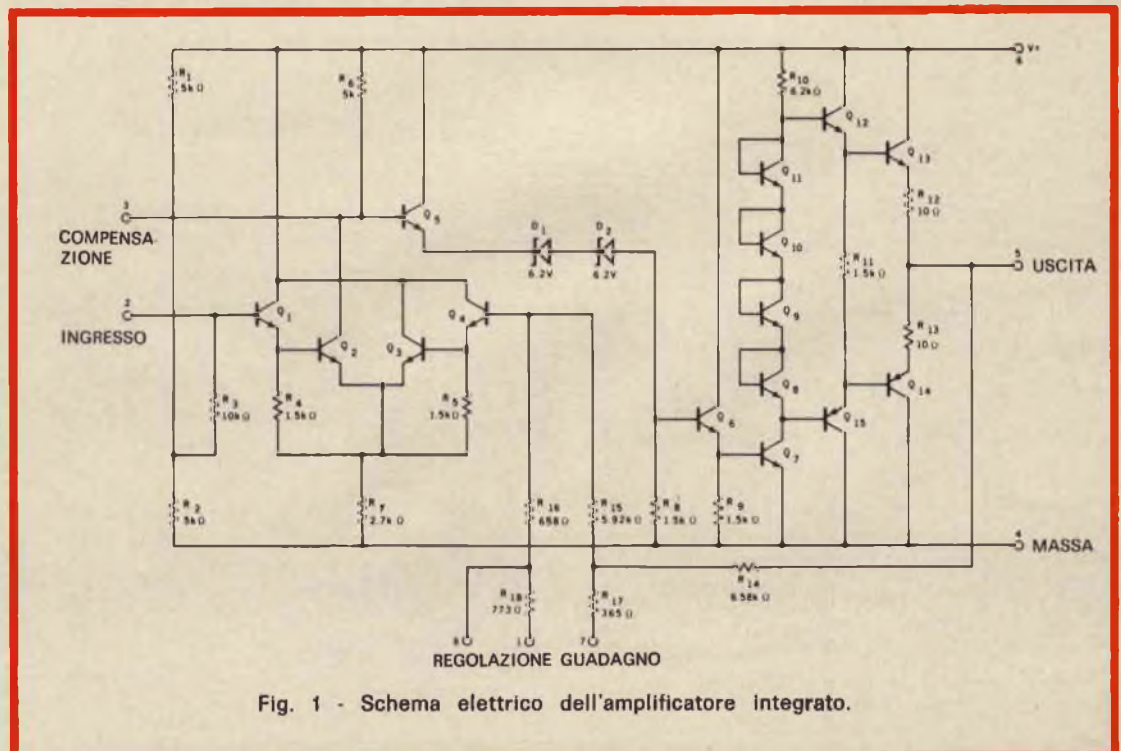 R1
5kΩ
R6
5k
R10
6.2kΩ
V+
6
Q12
Q13
Q11
R12
10Ω
3
COMPENSA-
ZIONE
Q5
D1
6.2V
D2
6.2V
Q10
R11
1.5kΩ
5
USCITA
2
INGRESSO
Q1
Q4
Q9
R13
10Ω
Q2
Q3
Q8
Q14
R3
10kΩ
R4
1.5kΩ
R5
1.5kΩ
Q6
Q15
Q7
R2
5kΩ
R7
2.7kΩ
R16
658Ω
R15
5.92kΩ
R8
1.5kΩ
R9
1.5kΩ
4
MASSA
R14
6.58kΩ
R18
773Ω
R17
365Ω
8
1
7
REGOLAZIONE GUADAGNO
Fig. 1 - Schema elettrico dell'amplificatore integrato.